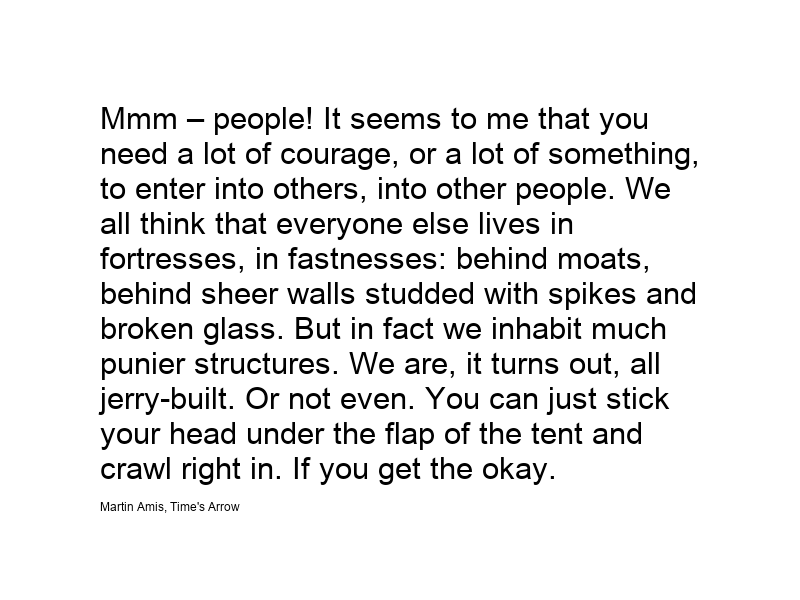 Mmm – people! It seems to me that you
need a lot of courage, or a lot of something,
to enter into others, into other people. We
all think that everyone else lives in
fortresses, in fastnesses: behind moats,
behind sheer walls studded with spikes and
broken glass. But in fact we inhabit much
punier structures. We are, it turns out, all
jerry-built. Or not even. You can just stick
your head under the flap of the tent and
crawl right in. If you get the okay.
Martin Amis, Time's Arrow